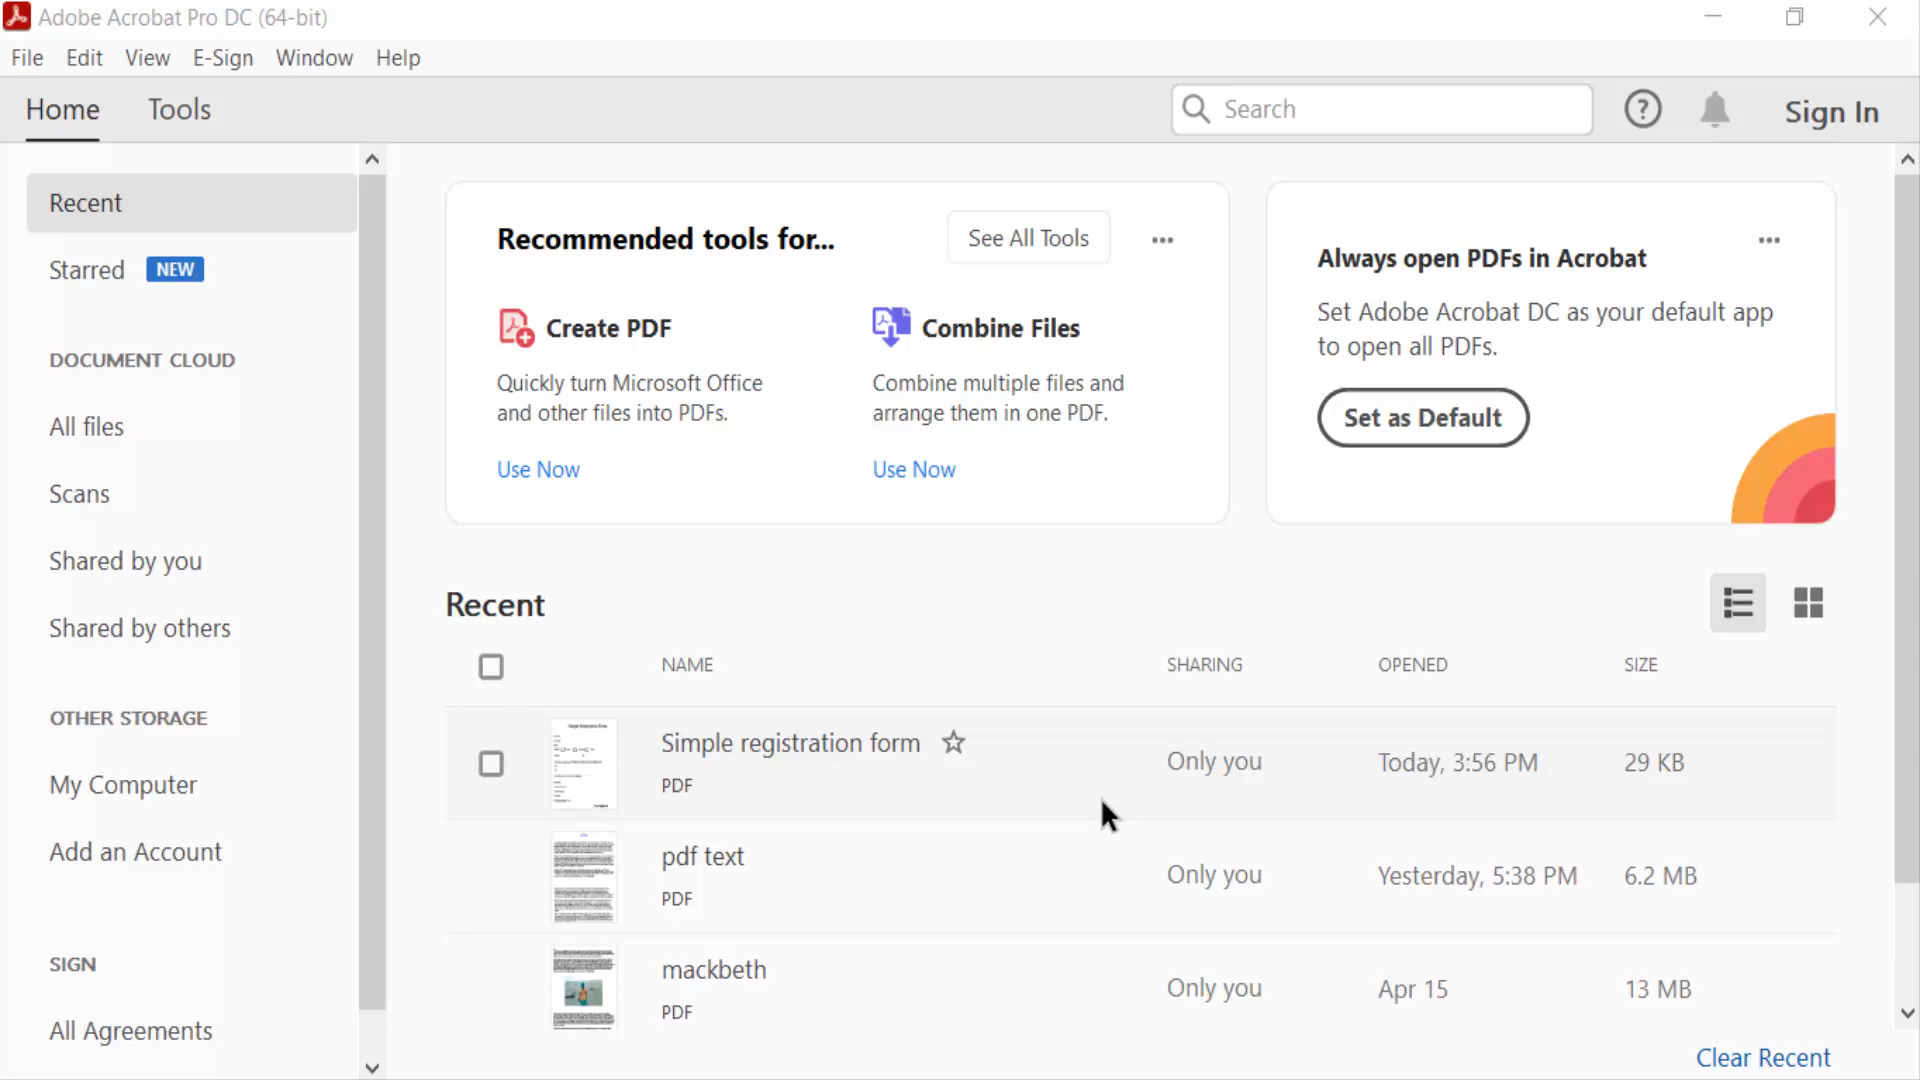 Adobe Acrobat Pro DC (64-bit)
File Edit View E-Sign Window Help
Home Tools Search ? Sign In
Recent
Starred NEW
DOCUMENT CLOUD
All files
Scans
Shared by you
Shared by others
OTHER STORAGE
My Computer
Add an Account
SIGN
All Agreements
Recommended tools for...
See All Tools
Create PDF
Quickly turn Microsoft Office
and other files into PDFs.
Use Now
Combine Files
Combine multiple files and
arrange them in one PDF.
Use Now
Always open PDFs in Acrobat
Set Adobe Acrobat DC as your default app
to open all PDFs.
Set as Default
Recent
NAME SHARING OPENED SIZE
Simple registration form
PDF
Only you Today, 3:56 PM 29 KB
pdf text
PDF
Only you Yesterday, 5:38 PM 6.2 MB
mackbeth
PDF
Only you Apr 15 13 MB
Clear Recent